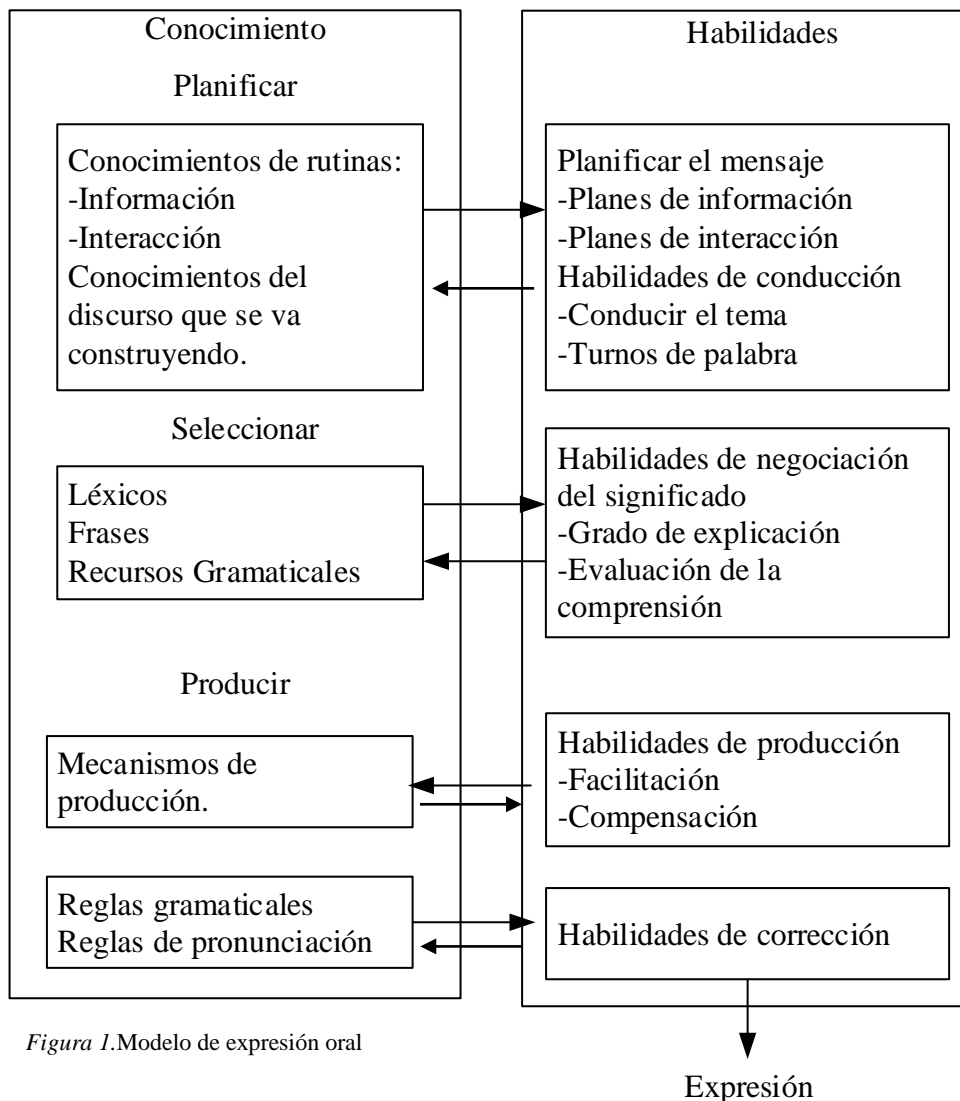 Conocimiento
Planificar
Conocimientos de rutinas:
-Información
-Interacción
Conocimientos del
discurso que se va
construyendo.
Seleccionar
Léxicos
Frases
Recursos Gramaticales
Producir
Mecanismos de
producción.
Reglas gramaticales
Reglas de pronunciación
Habilidades
Planificar el mensaje
-Planes de información
-Planes de interacción
Habilidades de conducción
-Conducir el tema
-Turnos de palabra
Habilidades de negociación
del significado
-Grado de explicación
-Evaluación de la
comprensión
Habilidades de producción
-Facilitación
-Compensación
Habilidades de corrección
Expresión
Figura 1.Modelo de expresión oral